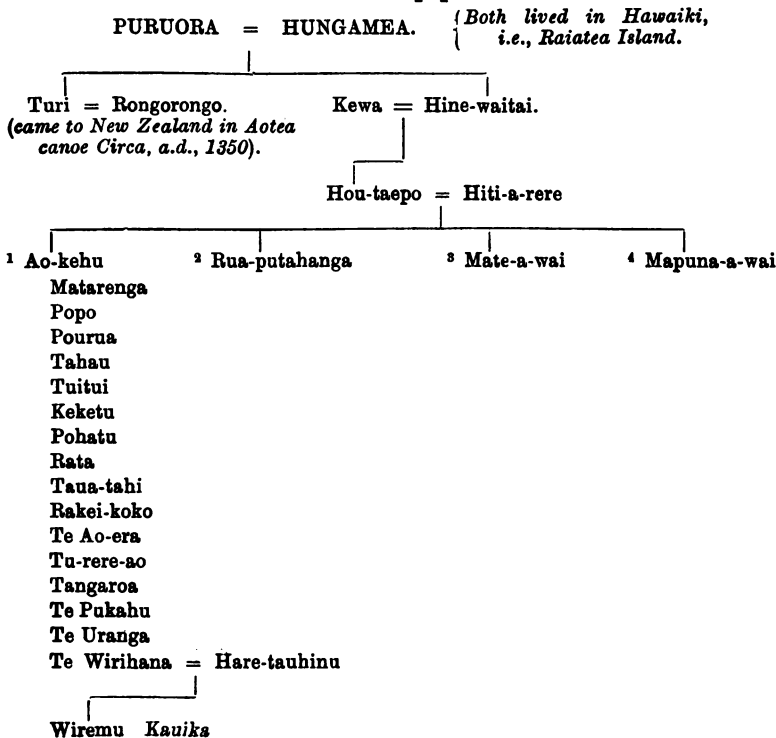 PURUORA = HUNGAMEA. { Both lived in Hawaiki,
i.e., Raiatea Island.
Turi = Rongorongo. Kewa = Hine-waitai.
(came to New Zealand in Aotea
canoe Circa, a.d., 1350).
Hou-taepo = Hiti-a-rere
¹ Ao-kehu ² Rua-putahanga ³ Mate-a-wai ⁴ Mapuna-a-wai
Matarenga
Popo
Pourua
Tahau
Tuitui
Keketu
Pohatu
Rata
Taua-tahi
Rakei-koko
Te Ao-era
Tu-rere-ao
Tangaroa
Te Pukahu
Te Uranga
Te Wirihana = Hare-tauhinu
Wiremu Kauika